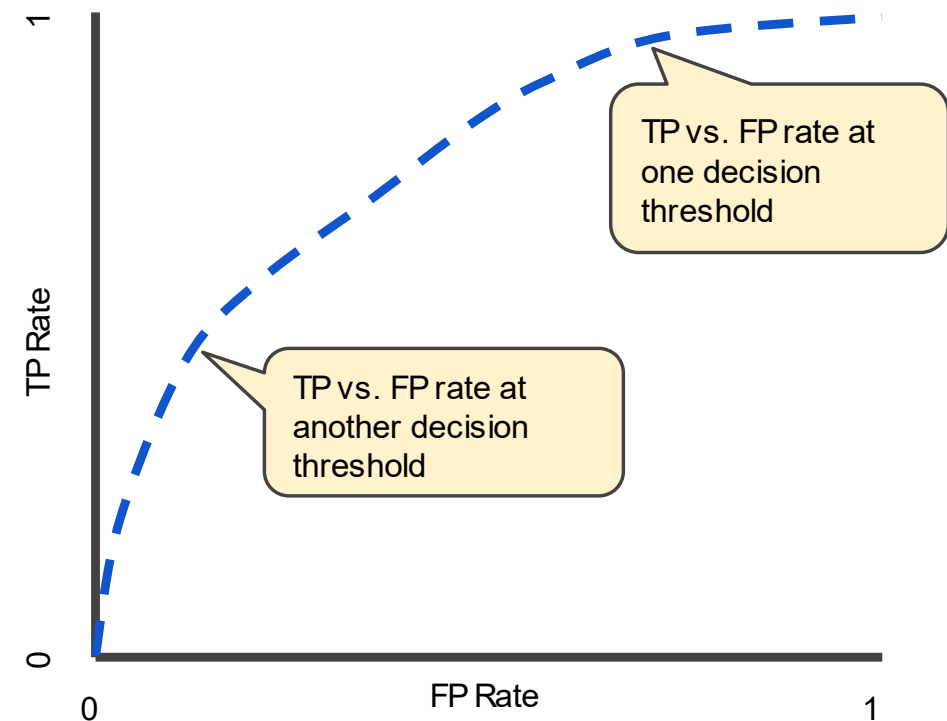 1
TP Rate
0
TP vs. FP rate at
one decision
threshold
TP vs. FP rate at
another decision
threshold
0
FP Rate
1